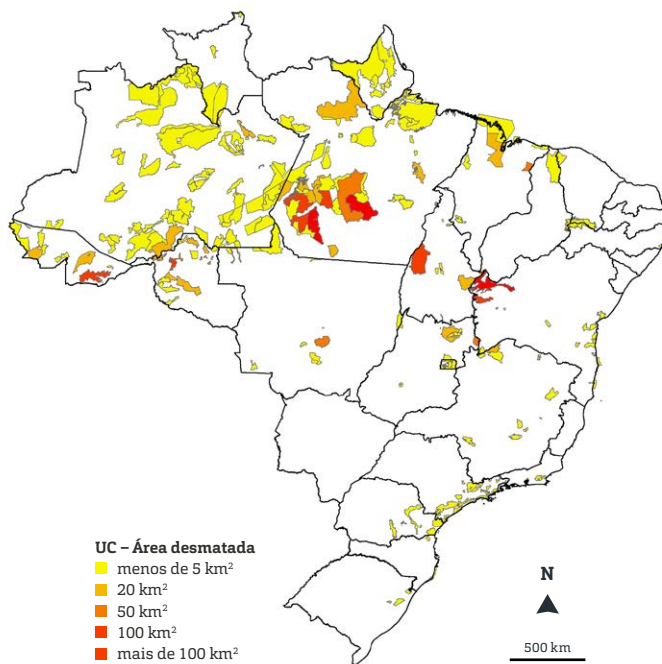 UC – Área desmatada
menos de 5 km²
20 km²
50 km²
100 km²
mais de 100 km²
N
500 km